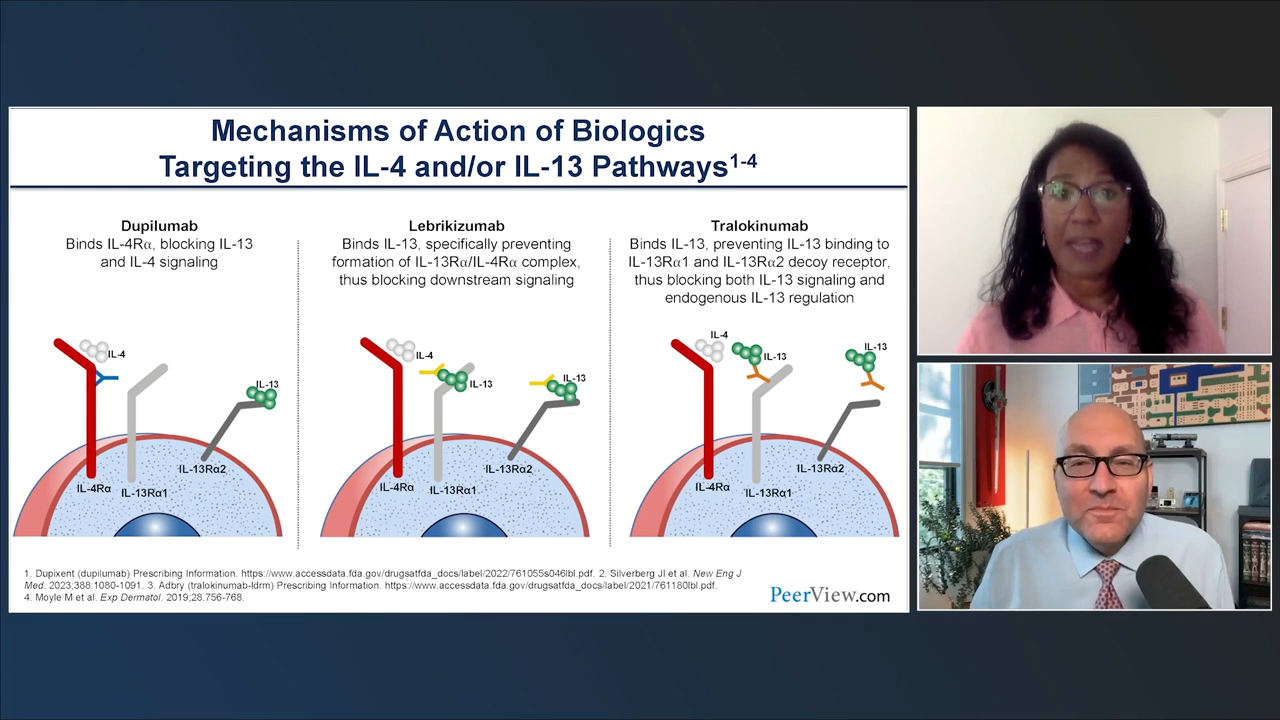 Mechanisms of Action of Biologics
Targeting the IL-4 and/or IL-13 Pathways1-4
Dupilumab
Binds IL-4Rα, blocking IL-13
and IL-4 signaling
Lebrikizumab
Binds IL-13, specifically preventing
formation of IL-13Rα/IL-4Rα complex,
thus blocking downstream signaling
Tralokinumab
Binds IL-13, preventing IL-13 binding to
IL-13Rα1 and IL-13Rα2 decoy receptor,
thus blocking both IL-13 signaling and
endogenous IL-13 regulation
IL-4
IL-13
IL-4Rα
IL-13Rα1
IL-13Rα2
IL-4
IL-13
IL-13
IL-4Rα
IL-13Rα1
IL-13Rα2
IL-4
IL-13
IL-13
IL-4Rα
IL-13Rα1
IL-13Rα2
1. Dupixent (dupilumab) Prescribing Information. https://www.accessdata.fda.gov/drugsatfda_docs/label/2022/761055s046lbl.pdf. 2. Silverberg JI et al. New Eng J
Med. 2023;388:1080-1091. 3. Adbry (tralokinumab-ldrm) Prescribing Information. https://www.accessdata.fda.gov/drugsatfda_docs/label/2021/761180lbl.pdf.
4. Moyle M et al. Exp Dermatol. 2019;28.756-768.
PeerView.com